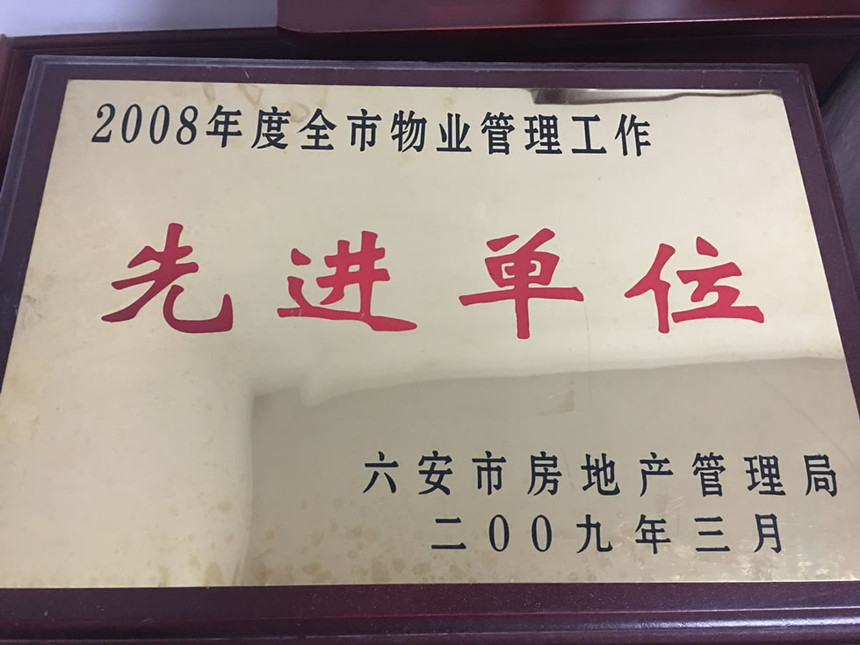 2008年度全市物业管理工作
先进单位
六安市房地产管理局
二00九年三月